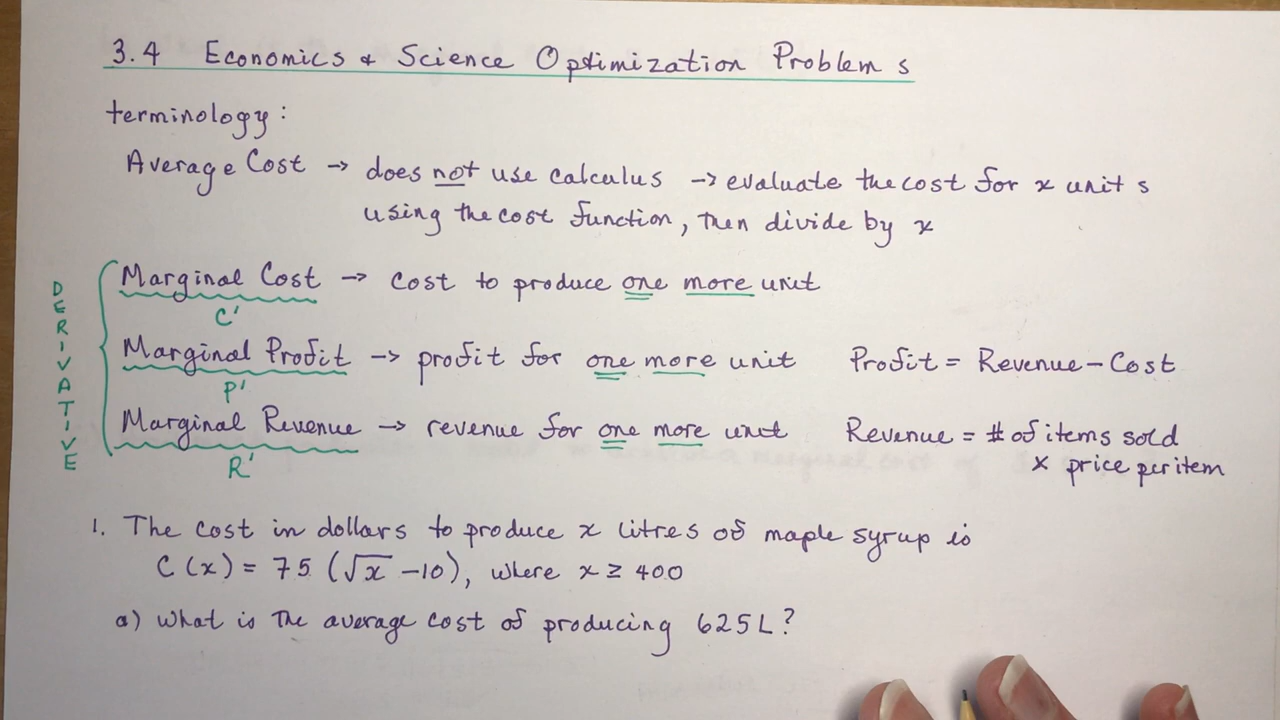 3.4 Economics & Science Optimization Problems
terminology:
Average Cost → does not use calculus → evaluate the cost for x units
using the cost function, then divide by x
DERIVATIVE
Marginal Cost → cost to produce one more unit
C'
Marginal Profit → profit for one more unit Profit = Revenue - Cost
P'
Marginal Revenue → revenue for one more unit Revenue = # of items sold
R' × price per item
1. The cost in dollars to produce x litres of maple syrup is
C(x) = 75 (√x - 10), where x ≥ 400
a) What is the average cost of producing 625L?